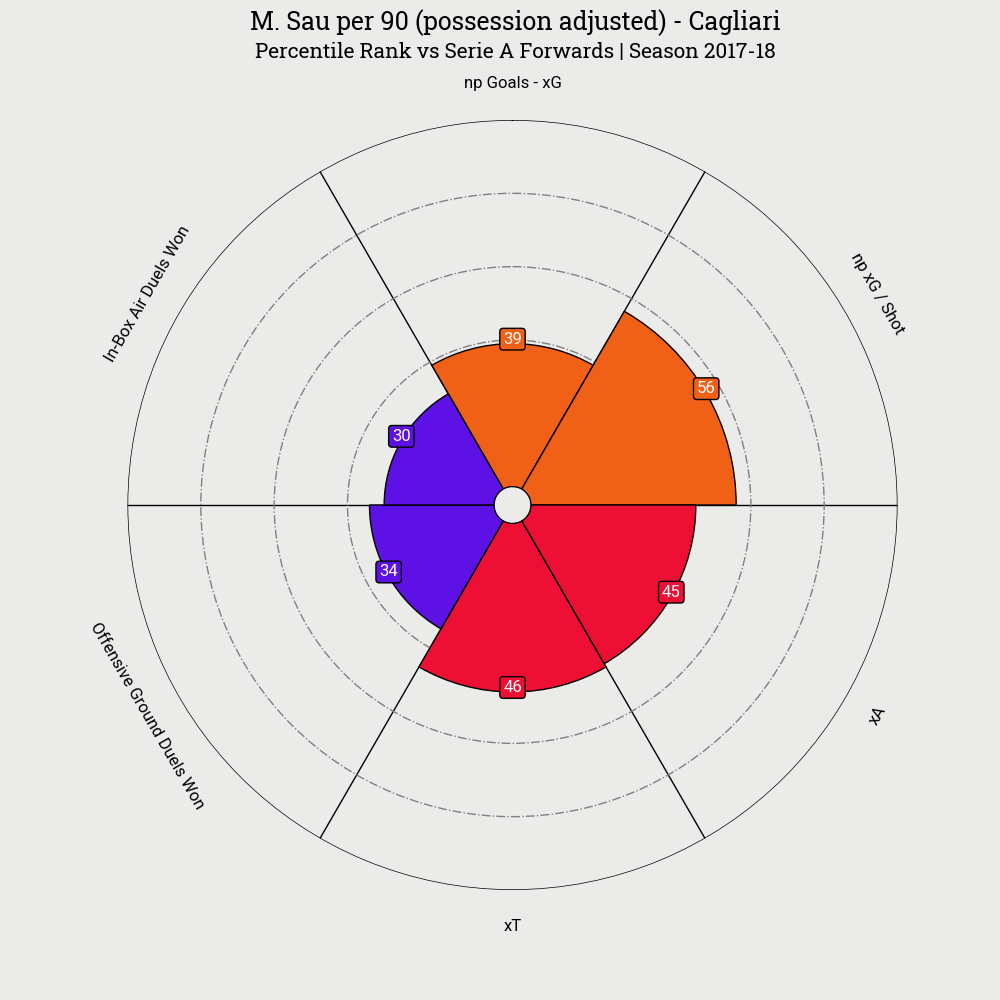 M. Sau per 90 (possession adjusted) - Cagliari
Percentile Rank vs Serie A Forwards | Season 2017-18
np Goals - xG
np xG / Shot
In-Box Air Duels Won
39
56
30
34
45
46
Offensive Ground Duels Won
xA
xT